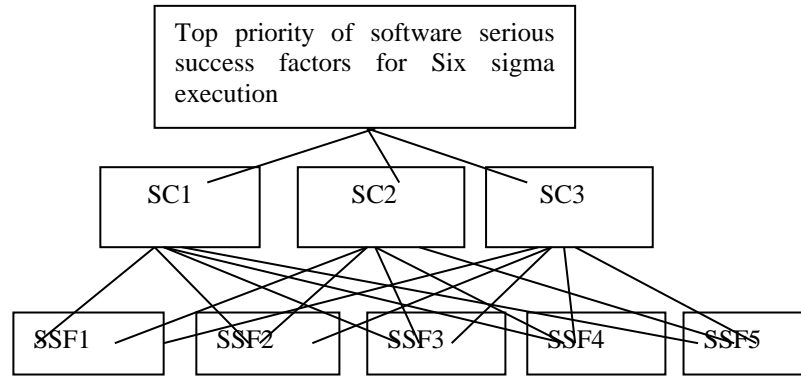 Top priority of software serious
success factors for Six sigma
execution
SC1 SC2 SC3
SSF1 SSF2 SSF3 SSF4 SSF5